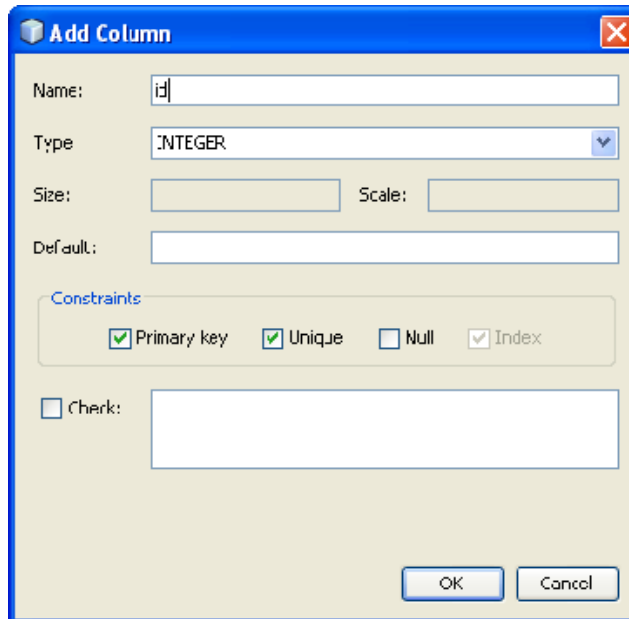 Add Column
Name: id
Type INTEGER
Size: Scale:
Default:
Constraints
Primary key Unique Null Index
Check:
OK Cancel